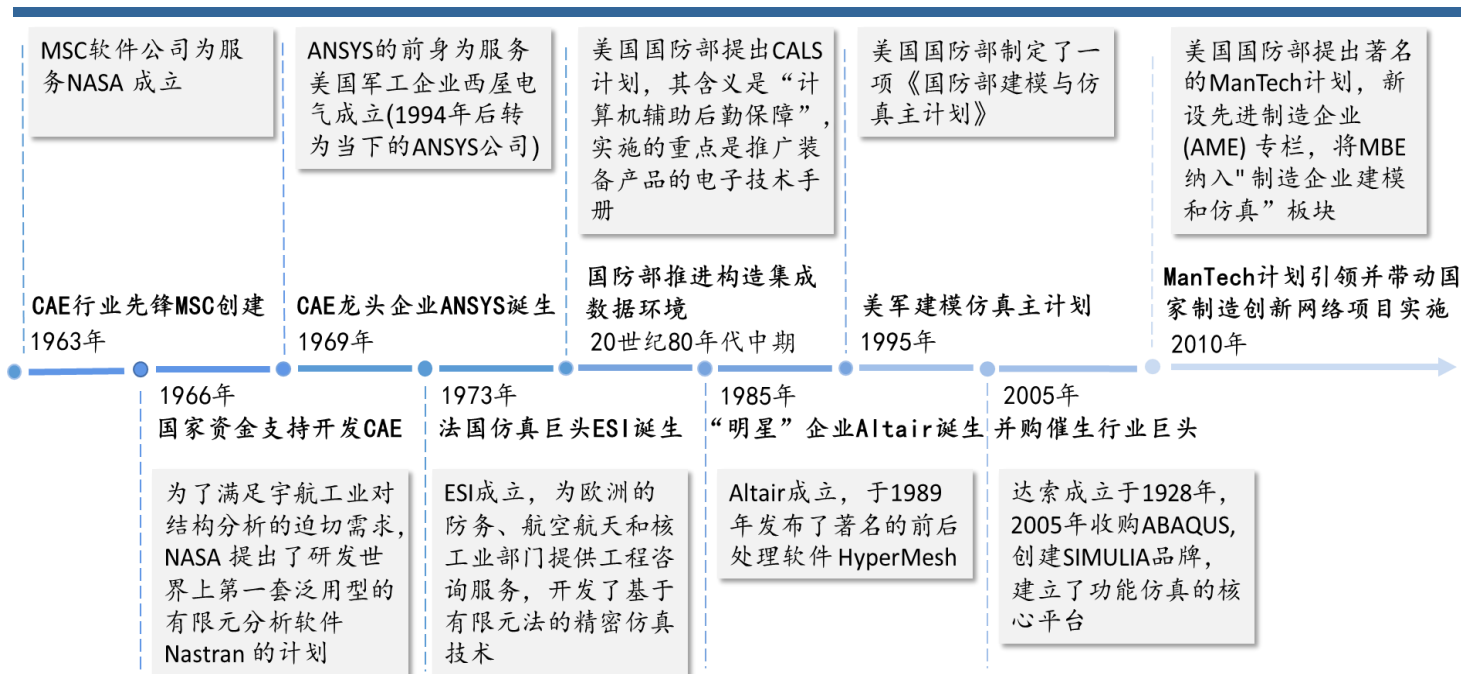 MSC软件公司为服
务NASA 成立
CAE行业先锋MSC创建
1963年
1966年
国家资金支持开发CAE
为了满足宇航工业对
结构分析的迫切需求,
NASA 提出了研发世
界上第一套泛用型的
有限元分析软件
Nastran 的计划
ANSYS的前身为服务
美国军工企业西屋电
气成立(1994年后转
为当下的ANSYS公司)
CAE龙头企业ANSYS诞生
1969年
1973年
法国仿真巨头ESI诞生
ESI成立，为欧洲的
防务、航空航天和核
工业部门提供工程咨
询服务，开发了基于
有限元法的精密仿真
技术
美国国防部提出CALS
计划，其含义是“计
算机辅助后勤保障”，
实施的重点是推广装
备产品的电子技术手
册
国防部推进构造集成
数据环境
20世纪80年代中期
1985年
“明星”企业Altair诞生
Altair成立，于1989
年发布了著名的前后
处理软件 HyperMesh
美国国防部制定了一
项《国防部建模与仿
真主计划》
美军建模仿真主计划
1995年
2005年
并购催生行业巨头
达索成立于1928年，
2005年收购ABAQUS,
创建SIMULIA品牌，
建立了功能仿真的核
心平台
美国国防部提出著名
的ManTech计划，新
设先进制造企业
(AME) 专栏，将MBE
纳入"制造企业建模
和仿真”板块
ManTech计划引领并带动国
家制造创新网络项目实施
2010年